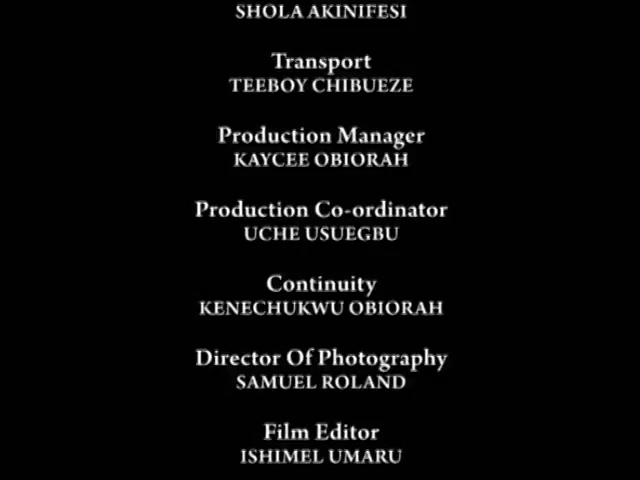 SHOLA AKINIFESI
Transport
TEEBOY CHIBUEZE
Production Manager
KAYCEE OBIORAH
Production Co-ordinator
UCHE USUEGBU
Continuity
KENECHUKWU OBIORAH
Director Of Photography
SAMUEL ROLAND
Film Editor
ISHIMEL UMARU